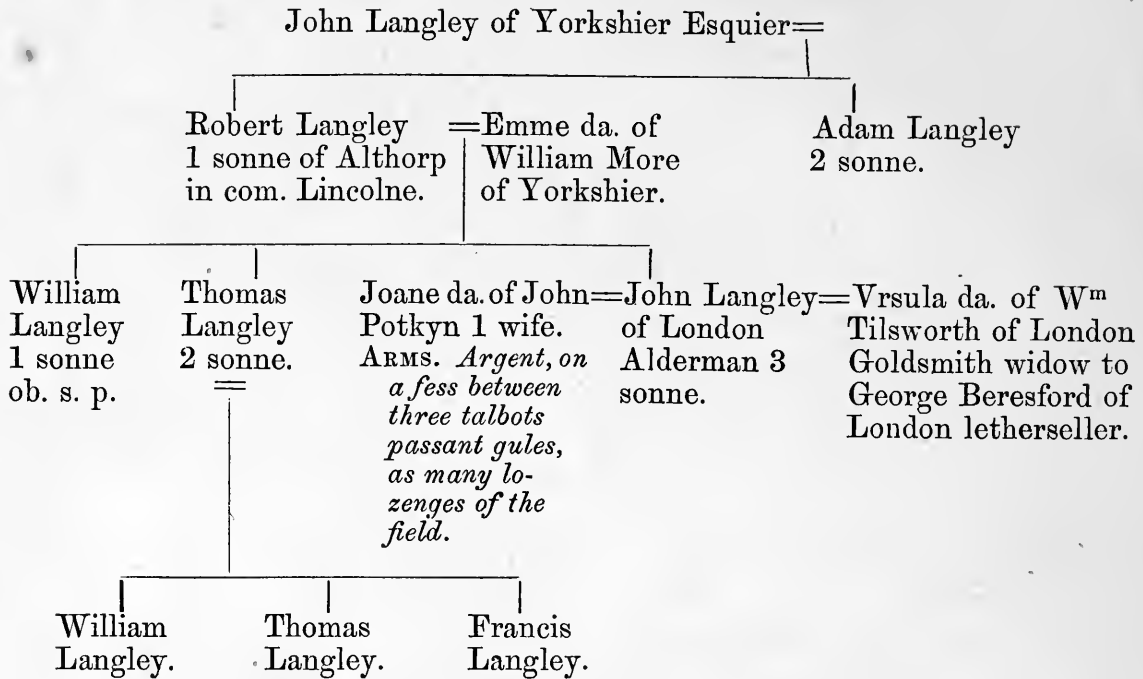 John Langley of Yorkshier Esquier=
Robert Langley
1 sonne of Althorp
in com. Lincolne.
=Emme da. of
William More
of Yorkshier.
Adam Langley
2 sonne.
William
Langley
1 sonne
ob. s. p.
Thomas
Langley
2 sonne.
=
Joane da. of John=
Potkyn 1 wife.
ARMS. Argent, on
a fess between
three talbots
passant gules,
as many lo-
zenges of the
field.
John Langley=
of London
Alderman 3
sonne.
Vrsula da. of Wᵐ
Tilsworth of London
Goldsmith widow to
George Beresford of
London letherseller.
William
Langley.
Thomas
Langley.
Francis
Langley.